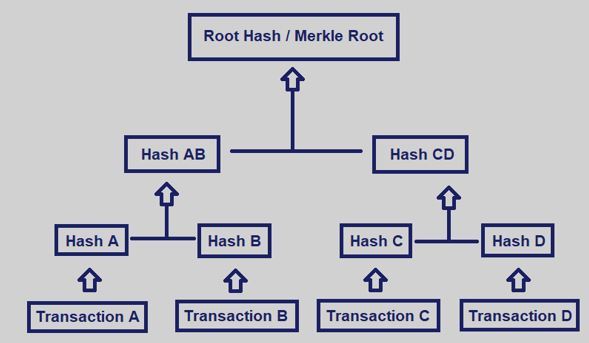 Root Hash / Merkle Root
Hash AB
Hash CD
Hash A
Hash B
Hash C
Hash D
Transaction A
Transaction B
Transaction C
Transaction D